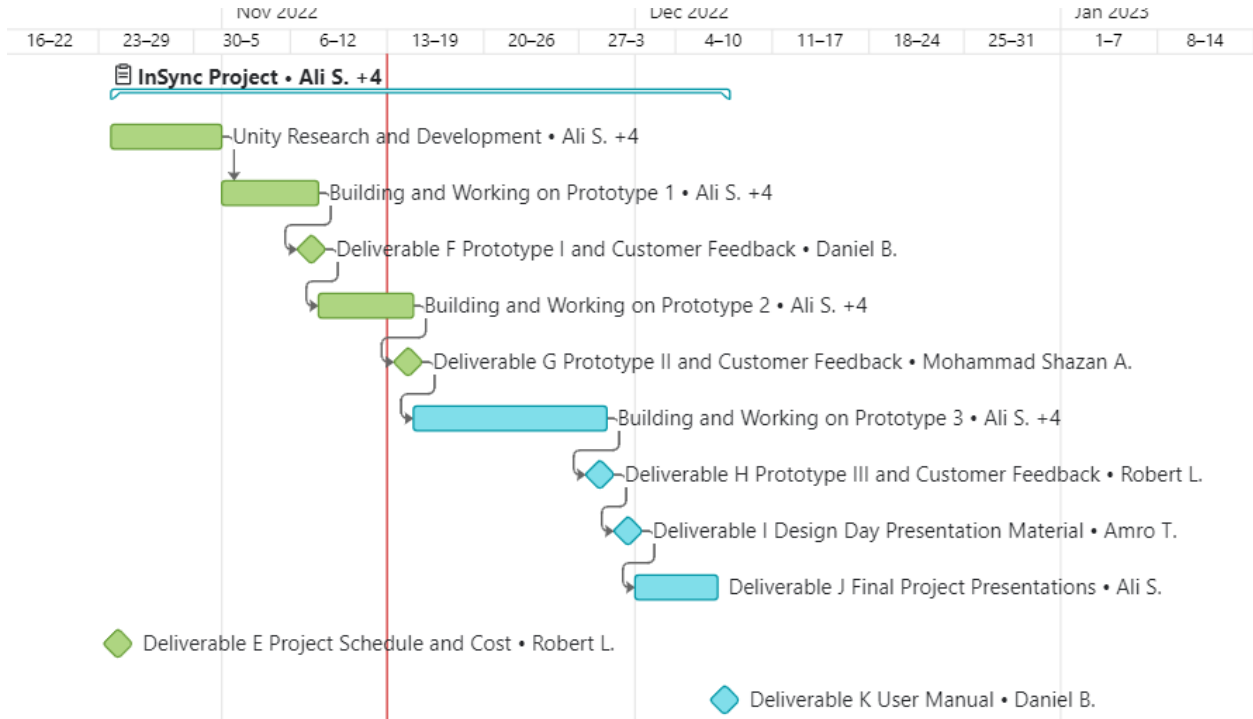 Nov 2022 Dec 2022 Jan 2023
16–22 23–29 30–5 6–12 13–19 20–26 27–3 4–10 11–17 18–24 25–31 1–7 8–14
InSync Project • Ali S. +4
Unity Research and Development • Ali S. +4
Building and Working on Prototype 1 • Ali S. +4
Deliverable F Prototype I and Customer Feedback • Daniel B.
Building and Working on Prototype 2 • Ali S. +4
Deliverable G Prototype II and Customer Feedback • Mohammad Shazan A.
Building and Working on Prototype 3 • Ali S. +4
Deliverable H Prototype III and Customer Feedback • Robert L.
Deliverable I Design Day Presentation Material • Amro T.
Deliverable J Final Project Presentations • Ali S.
Deliverable E Project Schedule and Cost • Robert L.
Deliverable K User Manual • Daniel B.